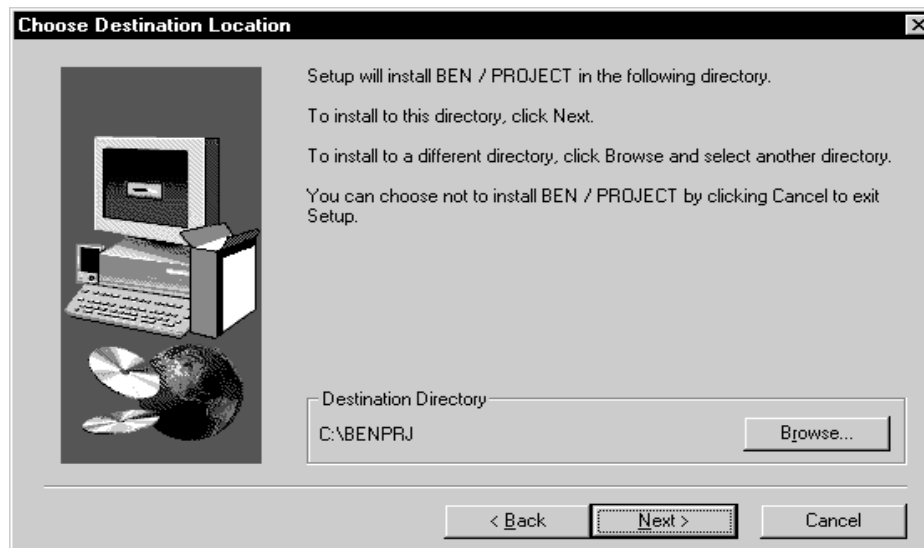 Choose Destination Location
Setup will install BEN / PROJECT in the following directory.
To install to this directory, click Next.
To install to a different directory, click Browse and select another directory.
You can choose not to install BEN / PROJECT by clicking Cancel to exit
Setup.
Destination Directory
C:\BENPRJ
Browse...
< Back
Next >
Cancel